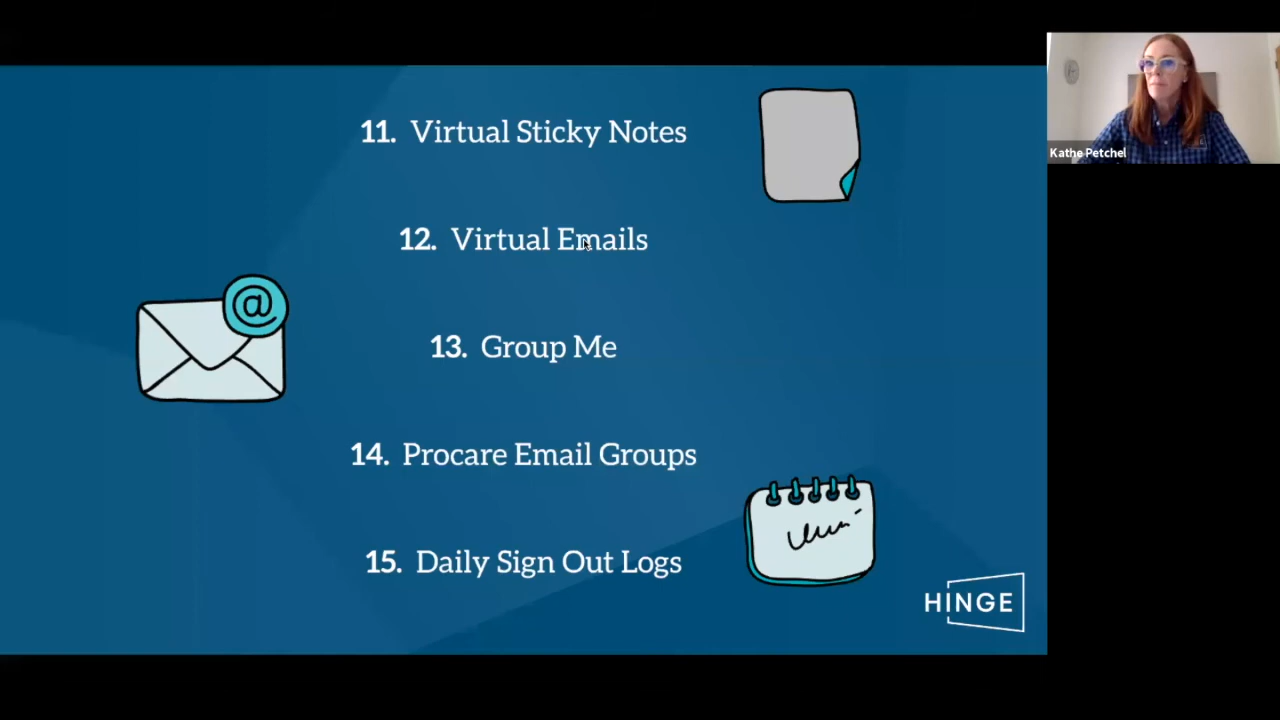 11. Virtual Sticky Notes
12. Virtual Emails
13. Group Me
14. Procare Email Groups
15. Daily Sign Out Logs
@
HINGE
Kathe Petchel